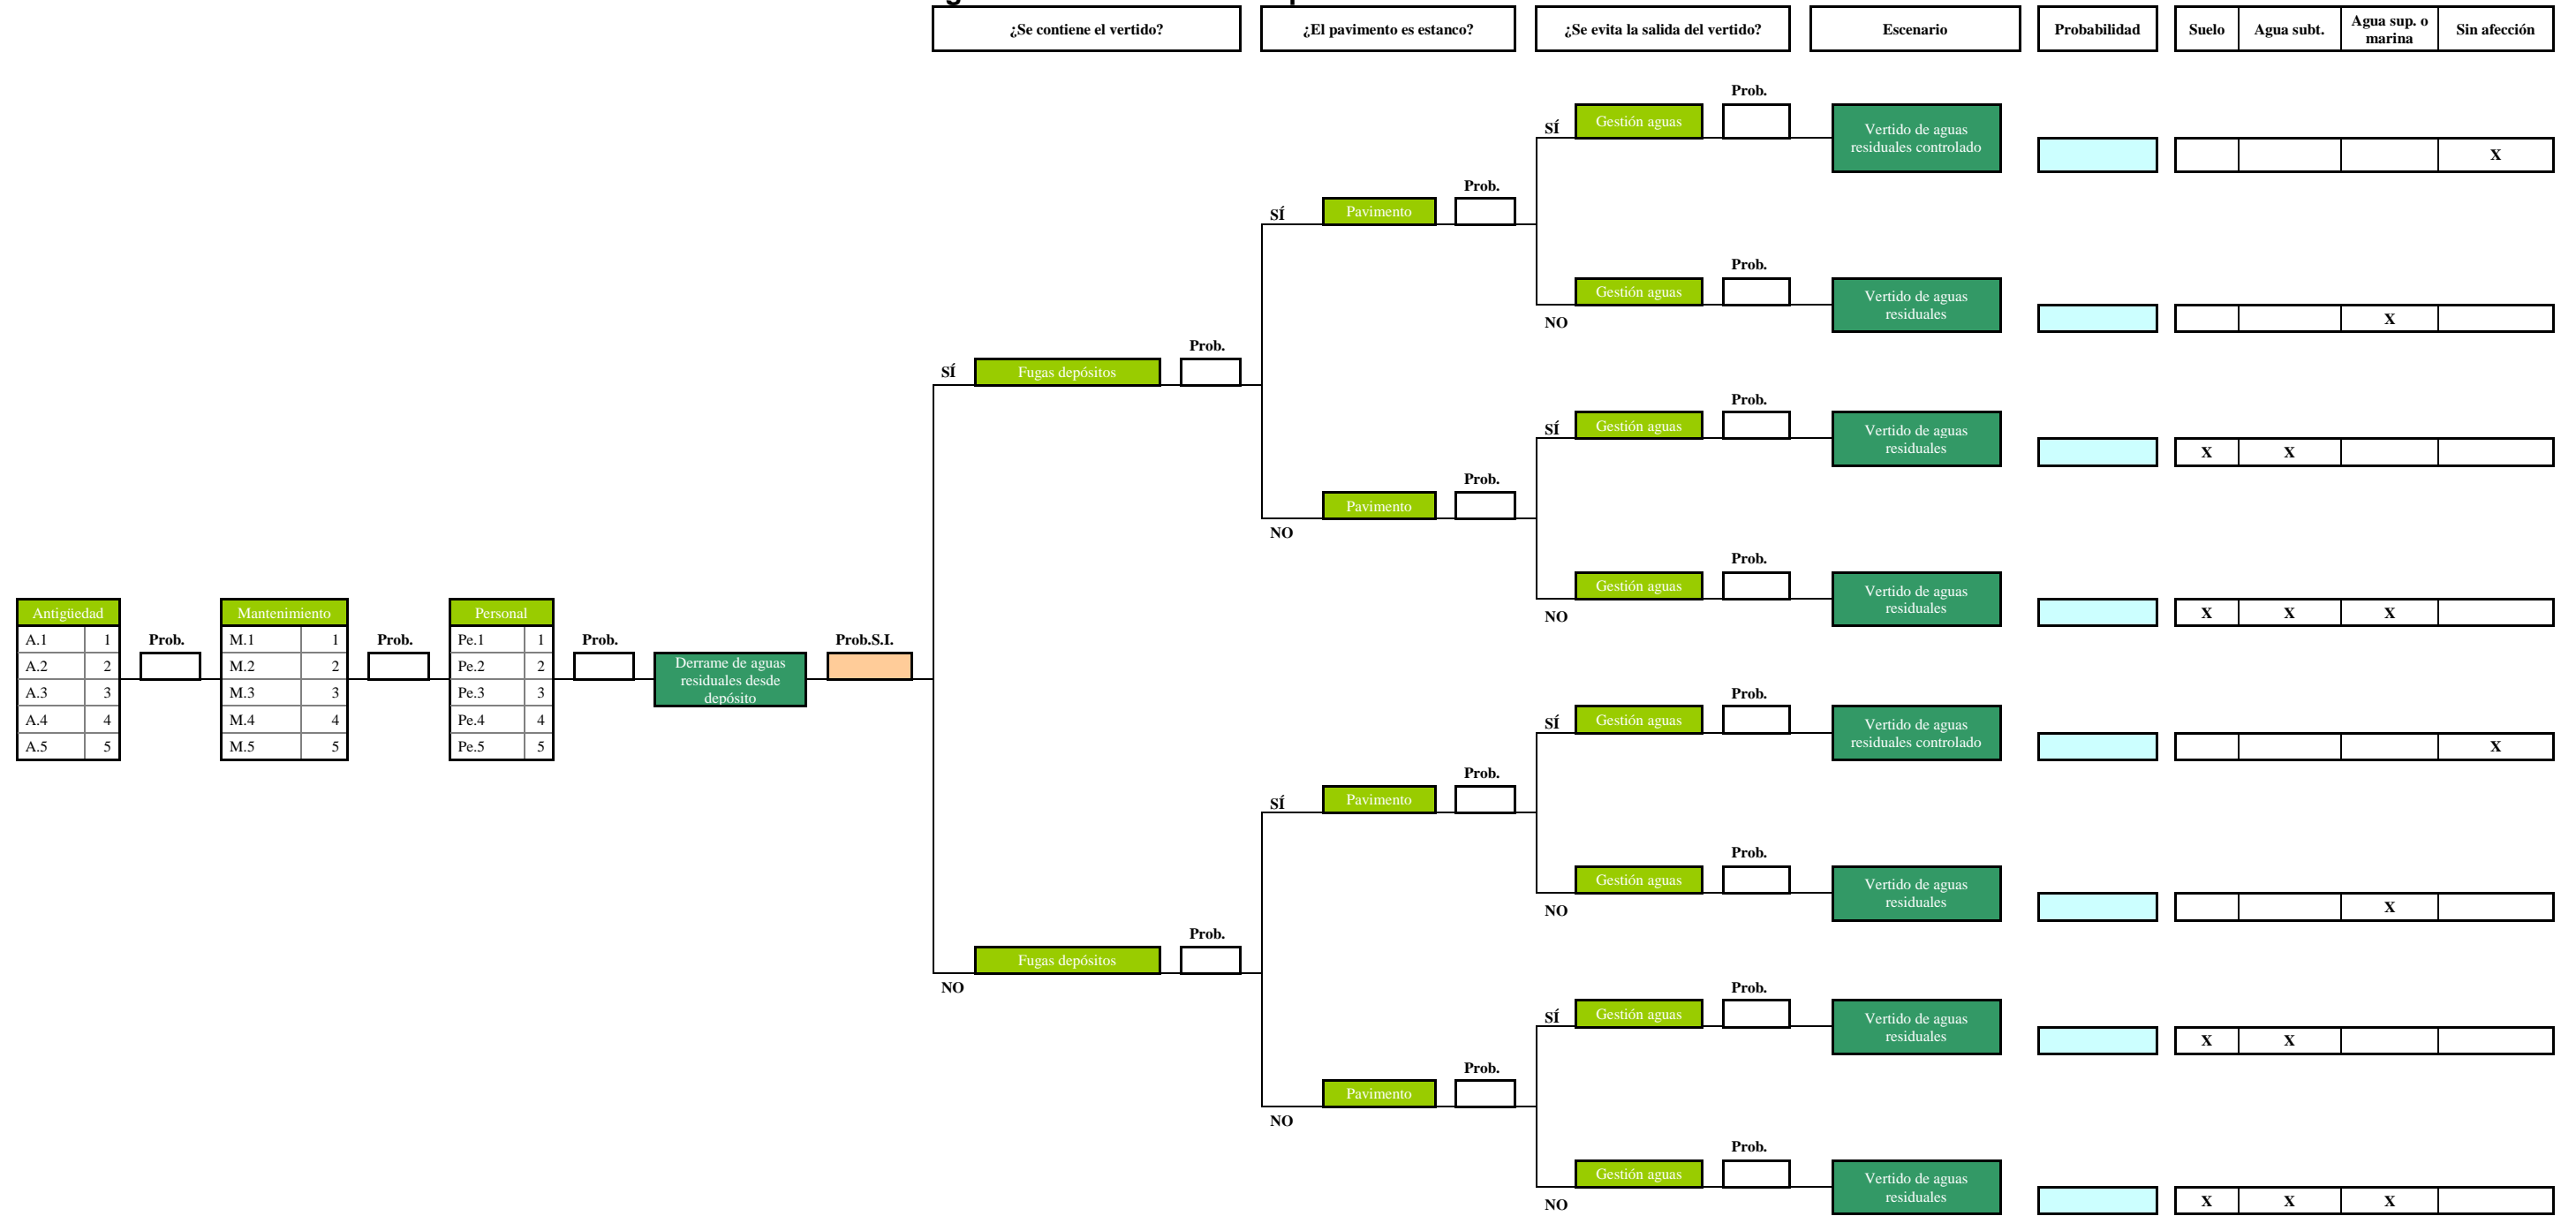 ¿Se contiene el vertido?
¿El pavimento es estanco?
¿Se evita la salida del vertido?
Escenario
Probabilidad
Suelo
Agua subt.
Agua sup. o
marina
Sin afección
Prob.
SÍ
Gestión aguas
Vertido de aguas
residuales controlado
X
Prob.
SÍ
Pavimento
Prob.
Gestión aguas
NO
Vertido de aguas
residuales
X
Prob.
SÍ
Fugas depósitos
Prob.
SÍ
Gestión aguas
Vertido de aguas
residuales
X
X
Prob.
Pavimento
NO
Prob.
Gestión aguas
NO
Vertido de aguas
residuales
X
X
X
Antigüedad
A.1 1
A.2 2
A.3 3
A.4 4
A.5 5
Prob.
Mantenimiento
M.1 1
M.2 2
M.3 3
M.4 4
M.5 5
Prob.
Personal
Pe.1 1
Pe.2 2
Pe.3 3
Pe.4 4
Pe.5 5
Prob.
Derrame de aguas
residuales desde
depósito
Prob.S.I.
Prob.
SÍ
Gestión aguas
Vertido de aguas
residuales controlado
X
Prob.
SÍ
Pavimento
Prob.
Gestión aguas
NO
Vertido de aguas
residuales
X
Prob.
Fugas depósitos
NO
Prob.
SÍ
Gestión aguas
Vertido de aguas
residuales
X
X
Prob.
Pavimento
NO
Prob.
Gestión aguas
NO
Vertido de aguas
residuales
X
X
X